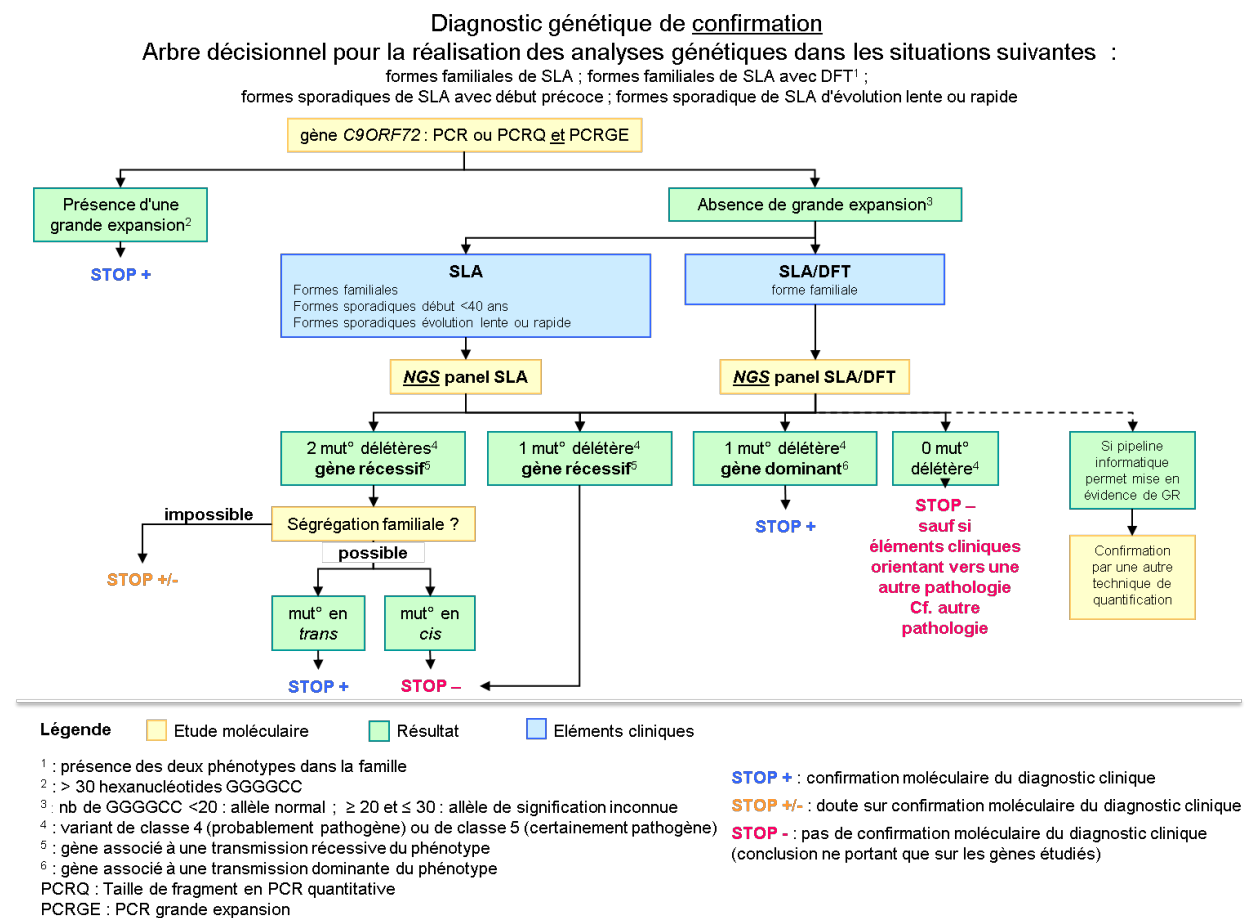 Diagnostic génétique de confirmation
Arbre décisionnel pour la réalisation des analyses génétiques dans les situations suivantes :
formes familiales de SLA ; formes familiales de SLA avec DFT¹ ;
formes sporadiques de SLA avec début précoce ; formes sporadique de SLA d'évolution lente ou rapide
gène C9ORF72 : PCR ou PCRQ et PCRGE
Présence d'une
grande expansion²
Absence de grande expansion³
STOP +
SLA
Formes familiales
Formes sporadiques début <40 ans
Formes sporadiques évolution lente ou rapide
SLA/DFT
forme familiale
NGS panel SLA
NGS panel SLA/DFT
2 mut° délétères⁴
gène récessif⁵
1 mut° délétère⁴
gène récessif⁵
1 mut° délétère⁴
gène dominant⁶
0 mut°
délétère⁴
Si pipeline
informatique
permet mise en
évidence de GR
impossible
Ségrégation familiale ?
possible
STOP +/-
STOP +
STOP –
sauf si
éléments cliniques
orientant vers une
autre pathologie
Cf. autre
pathologie
Confirmation
par une autre
technique de
quantification
mut° en
trans
mut° en
cis
STOP +
STOP –
Légende
Etude moléculaire
Résultat
Eléments cliniques
¹ : présence des deux phénotypes dans la famille
² : > 30 hexanucléotides GGGGCC
³ : nb de GGGGCC <20 : allèle normal ; ≥ 20 et ≤ 30 : allèle de signification inconnue
⁴ : variant de classe 4 (probablement pathogène) ou de classe 5 (certainement pathogène)
⁵ : gène associé à une transmission récessive du phénotype
⁶ : gène associé à une transmission dominante du phénotype
PCRQ : Taille de fragment en PCR quantitative
PCRGE : PCR grande expansion
STOP + : confirmation moléculaire du diagnostic clinique
STOP +/- : doute sur confirmation moléculaire du diagnostic clinique
STOP - : pas de confirmation moléculaire du diagnostic clinique
(conclusion ne portant que sur les gènes étudiés)